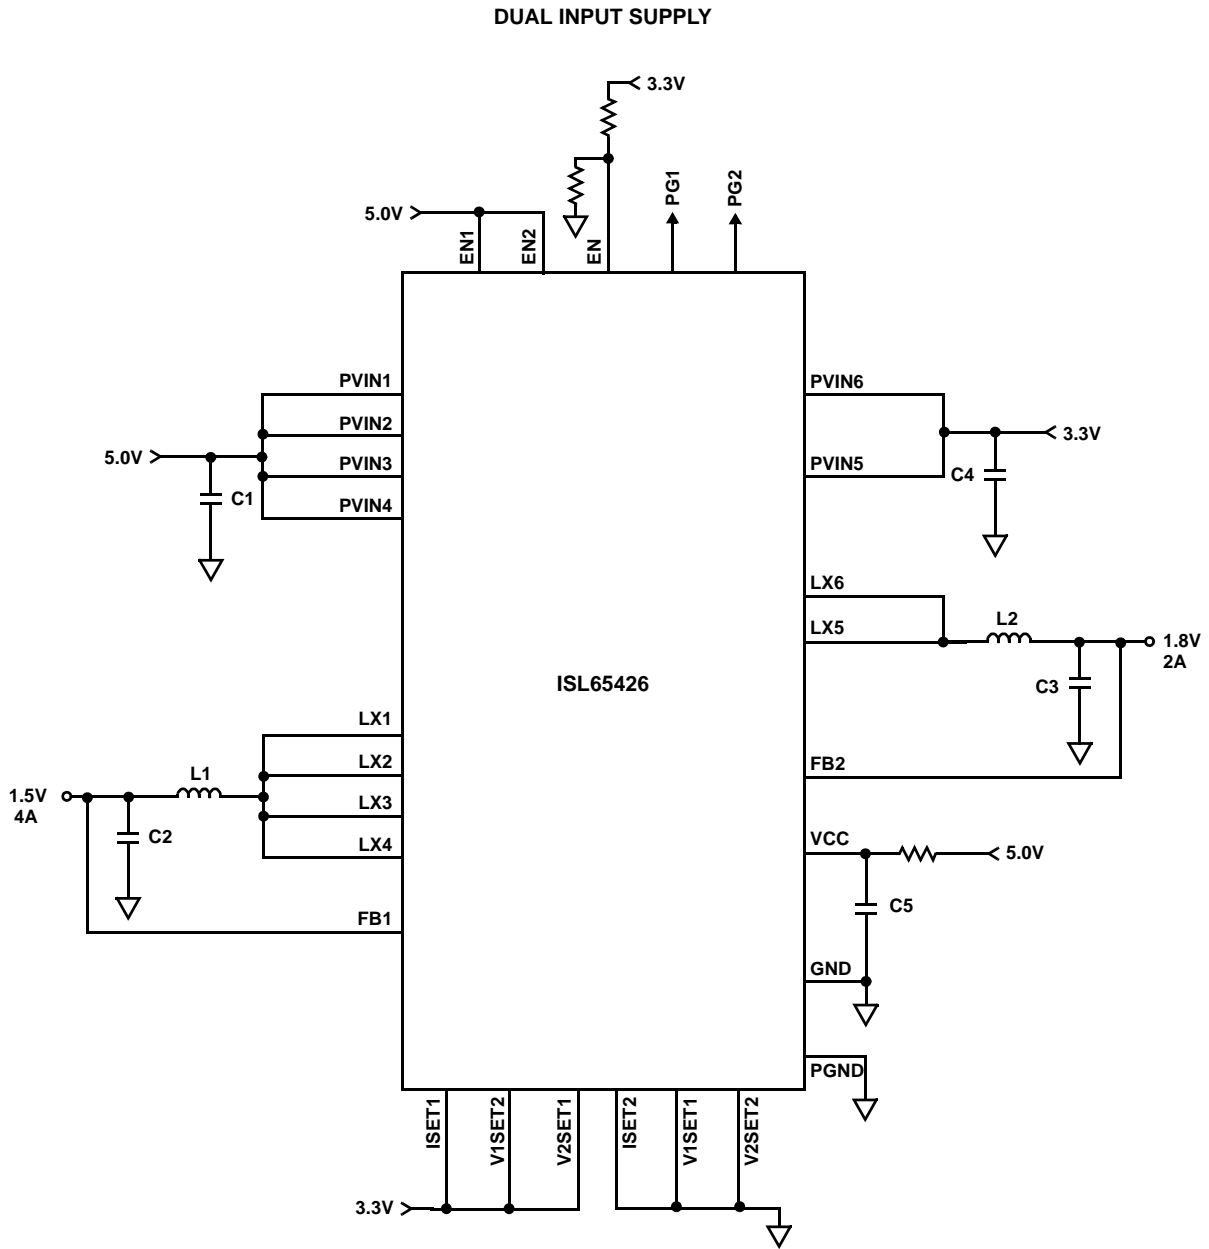 DUAL INPUT SUPPLY
3.3V
PG1
PG2
5.0V
EN1
EN2
EN
PVIN1
PVIN2
PVIN3
PVIN4
5.0V
C1
PVIN6
PVIN5
3.3V
C4
LX6
LX5
L2
1.8V
2A
C3
ISL65426
LX1
LX2
LX3
LX4
L1
1.5V
4A
C2
FB1
FB2
VCC
5.0V
C5
GND
PGND
ISET1
V1SET2
V2SET1
ISET2
V1SET1
V2SET2
3.3V